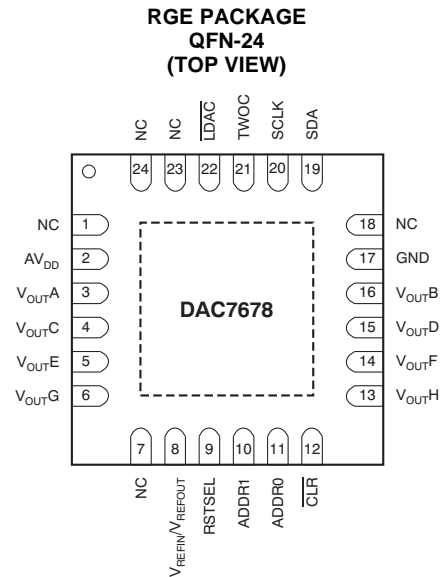 RGE PACKAGE
QFN-24
(TOP VIEW)
NC NC LDAC TWOC SCLK SDA
24 23 22 21 20 19
NC 1
AVDD 2
VOUTA 3
VOUTC 4
VOUTE 5
VOUTG 6
DAC7678
18 NC
17 GND
16 VOUTB
15 VOUTD
14 VOUTF
13 VOUTH
7 8 9 10 11 12
NC VREFIN/VREFOUT RSTSEL ADDR1 ADDR0 CLR